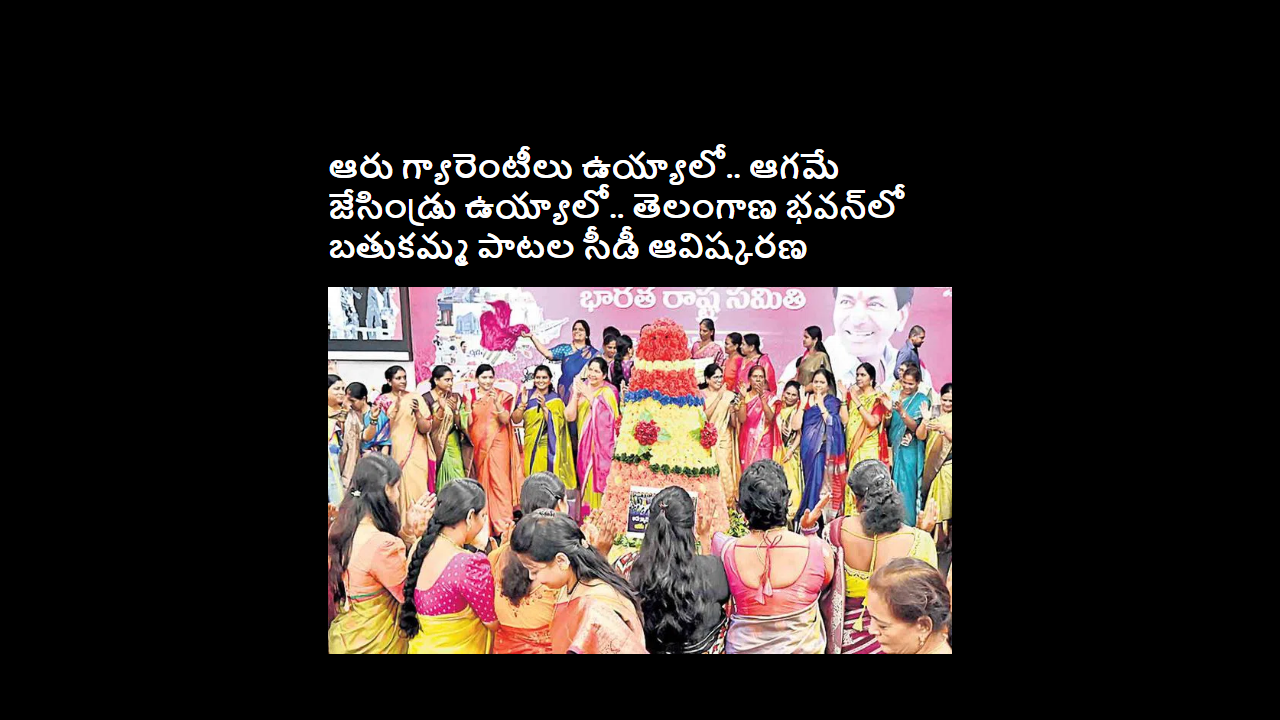 ఆరు గ్యారెంటీలు ఉయ్యాలో.. ఆగమే
జేసిండ్రు ఉయ్యాలో.. తెలంగాణ భవన్‌లో
బతుకమ్మ పాటల సీడీ ఆవిష్కరణ
భారత రాష్ట్ర సమితి